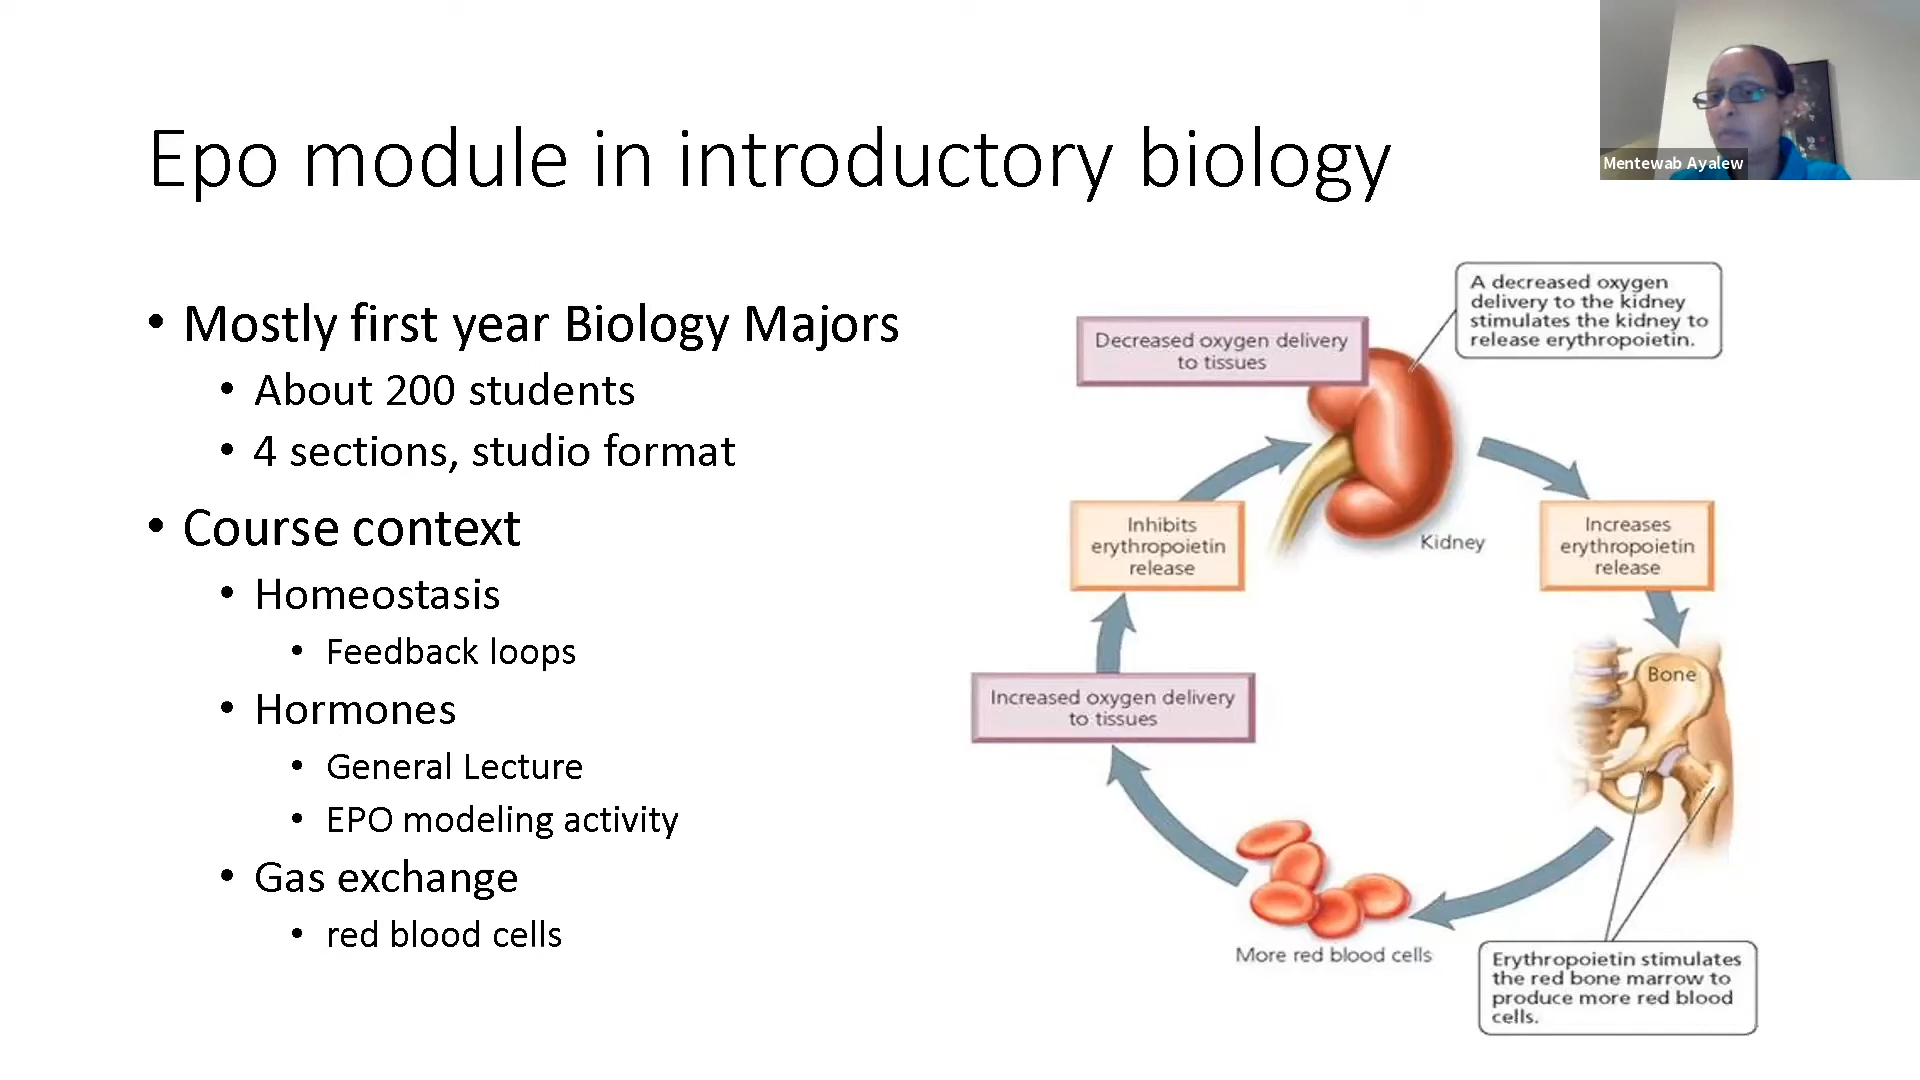 Epo module in introductory biology
Mentewab Ayalew
• Mostly first year Biology Majors
• About 200 students
• 4 sections, studio format
• Course context
• Homeostasis
• Feedback loops
• Hormones
• General Lecture
• EPO modeling activity
• Gas exchange
• red blood cells
A decreased oxygen
delivery to the kidney
stimulates the kidney to
release erythropoietin.
Decreased oxygen delivery
to tissues
Kidney
Increases
erythropoietin
release
Bone
Erythropoietin stimulates
the red bone marrow to
produce more red blood
cells.
More red blood cells
Increased oxygen delivery
to tissues
Inhibits
erythropoietin
release